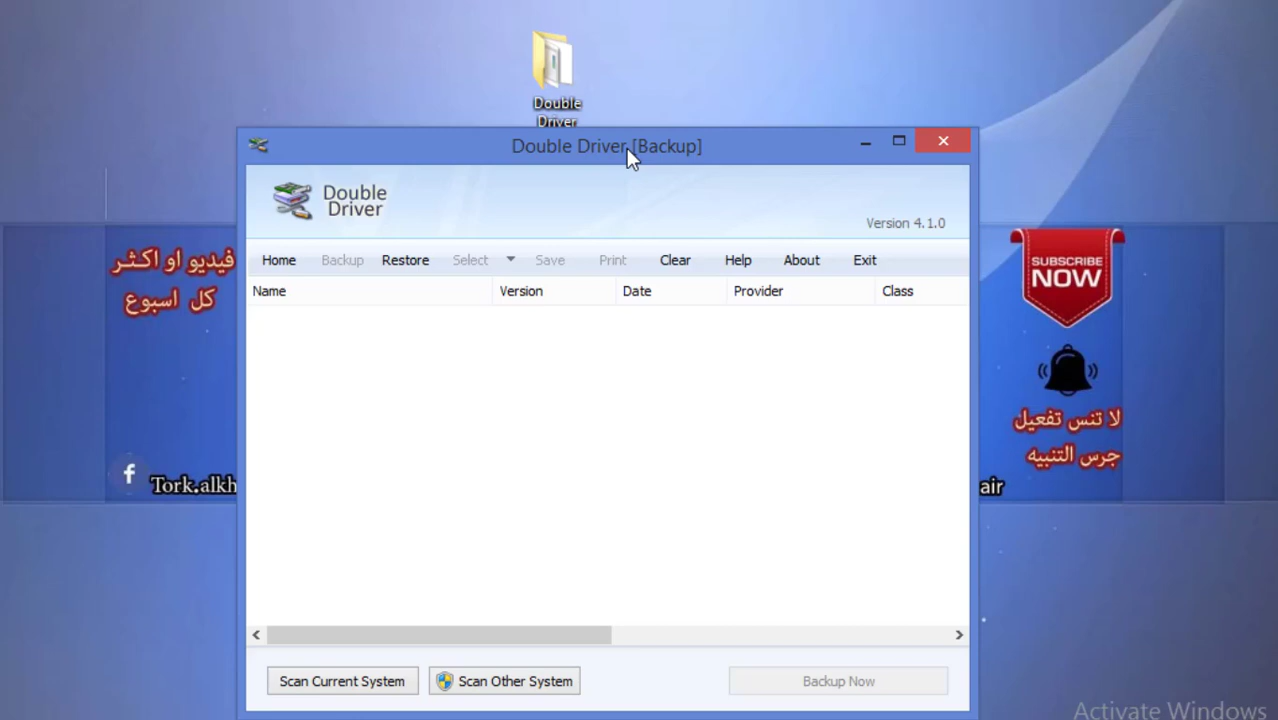 Double
Driver
Double Driver [Backup]
Double
Driver
Version 4.1.0
Home Backup Restore Select Save Print Clear Help About Exit
Name Version Date Provider Class
فيديو او اكثر
كل اسبوع
SUBSCRIBE
NOW
لا تنس تفعيل
جرس التنبيه
f
Tork.alkh
air
Scan Current System Scan Other System Backup Now
Activate Windows